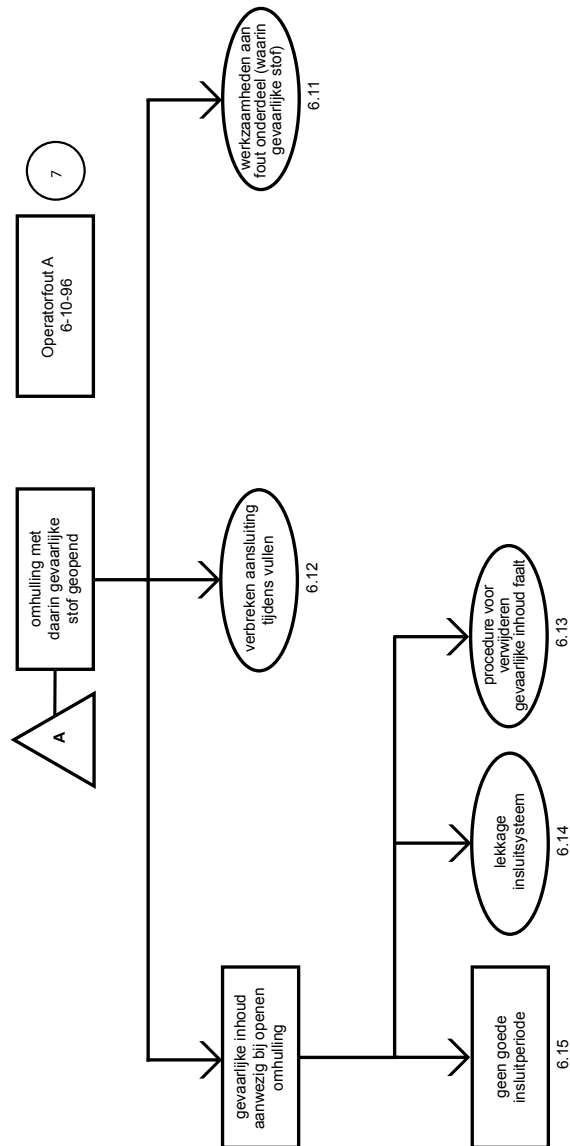 Operatorfout A
6-10-96
7
A
omhulling met
daarin gevaarlijke
stof geopend
gevaarlijke inhoud
aanwezig bij openen
omhulling
verbreken aansluiting
tijdens vullen
6.12
werkzaamheden aan
fout onderdeel (waarin
gevaarlijke stof)
6.11
geen goede
insluitperiode
6.15
lekkage
insluitsysteem
6.14
procedure voor
verwijderen
gevaarlijke inhoud faalt
6.13